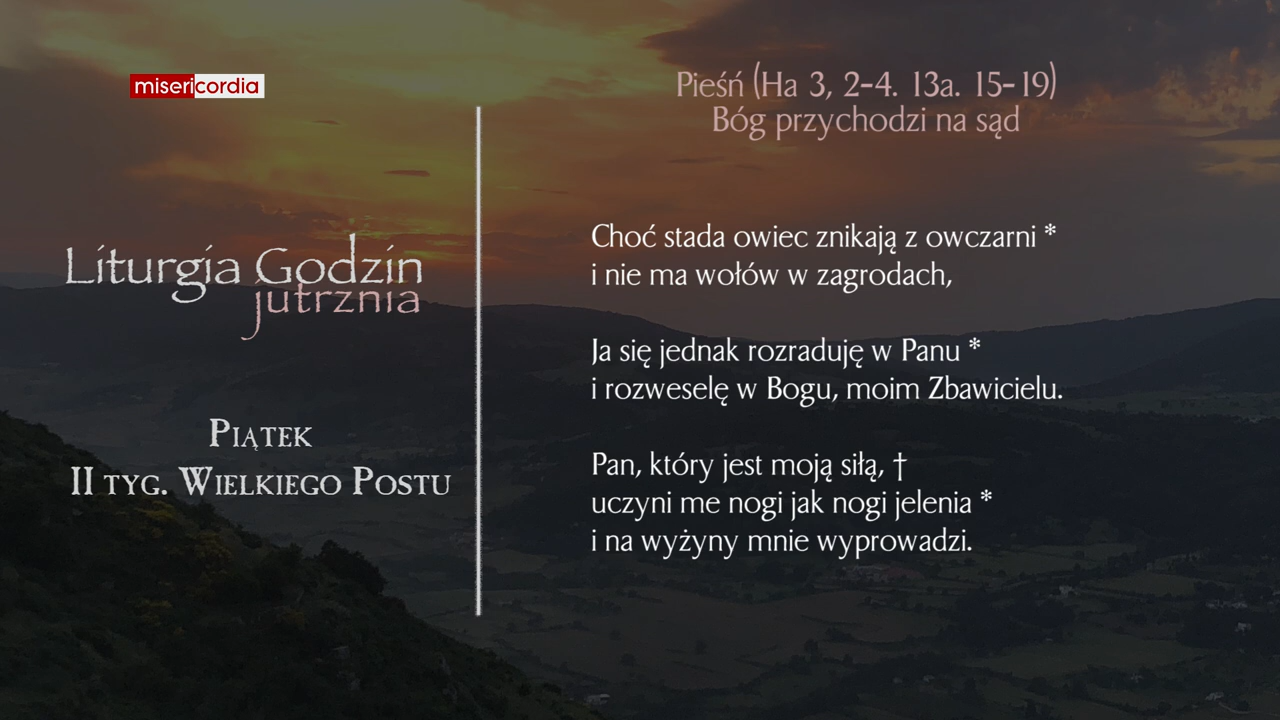 misericordia
Liturgia Godzin
jutrznia
Piątek
II tyg. Wielkiego Postu
Pieśń (Ha 3, 2-4. 13a. 15-19)
Bóg przychodzi na sąd
Choć stada owiec znikają z owczarni *
i nie ma wołów w zagrodach,
Ja się jednak rozraduję w Panu *
i rozweselę w Bogu, moim Zbawicielu.
Pan, który jest moją siłą, †
uczyni me nogi jak nogi jelenia *
i na wyżyny mnie wyprowadzi.